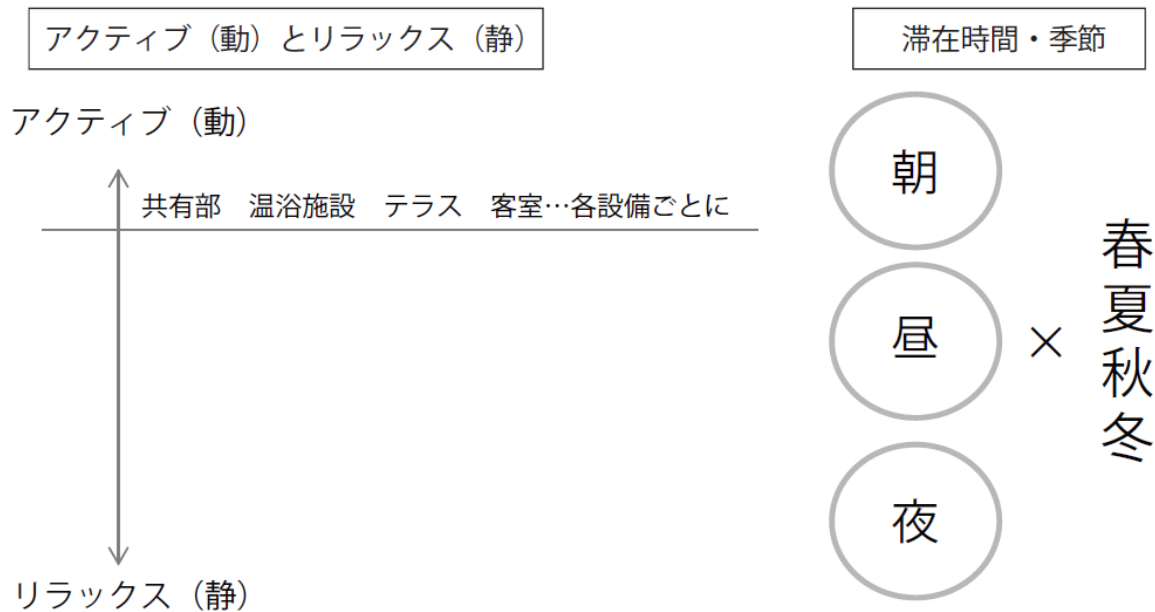 アクティブ（動）とリラックス（静）
アクティブ（動）
共有部　温浴施設　テラス　客室…各設備ごとに
リラックス（静）
滞在時間・季節
朝
昼
夜
×
春夏秋冬